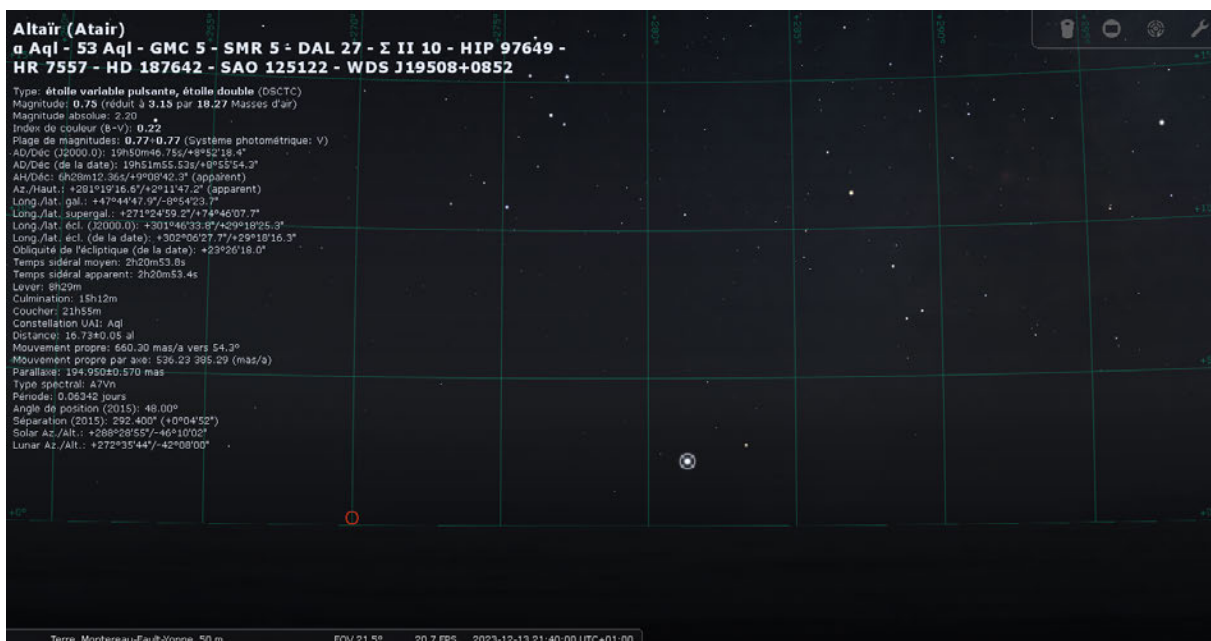 Altaïr (Atair)
α Aql - 53 Aql - GMC 5 - SMR 5 - DAL 27 - Σ II 10 - HIP 97649 -
HR 7557 - HD 187642 - SAO 125122 - WDS J19508+0852
Type: étoile variable pulsante, étoile double (DSCTC)
Magnitude: 0.75 (réduit à 3.15 par 18.27 Masses d'air)
Magnitude absolue: 2.20
Index de couleur (B-V): 0.22
Plage de magnitudes: 0.77÷0.77 (Système photométrique: V)
AD/Déc (J2000.0): 19h50m46.75s/+8°52'18.4"
AD/Déc (de la date): 19h51m55.53s/+8°55'54.3"
AH/Déc: 6h28m12.36s/+9°08'42.3" (apparent)
Az./Haut.: +281°19'16.6"/+2°11'47.2" (apparent)
Long./lat. gal.: +47°44'47.9"/-8°54'23.7"
Long./lat. supergal.: +271°24'59.2"/+74°46'07.7"
Long./lat. écl. (J2000.0): +301°46'33.8"/+29°18'25.3"
Long./lat. écl. (de la date): +302°06'27.7"/+29°18'16.3"
Obliquité de l'écliptique (de la date): +23°26'18.0"
Temps sidéral moyen: 2h20m53.8s
Temps sidéral apparent: 2h20m53.4s
Lever: 8h29m
Culmination: 15h12m
Coucher: 21h55m
Constellation UAI: Aql
Distance: 16.73±0.05 al
Mouvement propre: 660.30 mas/a vers 54.3°
Mouvement propre par axe: 536.23 385.29 (mas/a)
Parallaxe: 194.950±0.570 mas
Type spectral: A7Vn
Période: 0.06342 jours
Angle de position (2015): 48.00°
Séparation (2015): 292.400" (+0°04'52")
Solar Az./Alt.: +288°28'55"/-46°10'02"
Lunar Az./Alt.: +272°35'44"/-42°08'00"
+0°
Terre, Montereau-Fault-Yonne, 50 m FOV 21.5° 20.7 FPS 2023-12-13 21:40:00 UTC+01:00